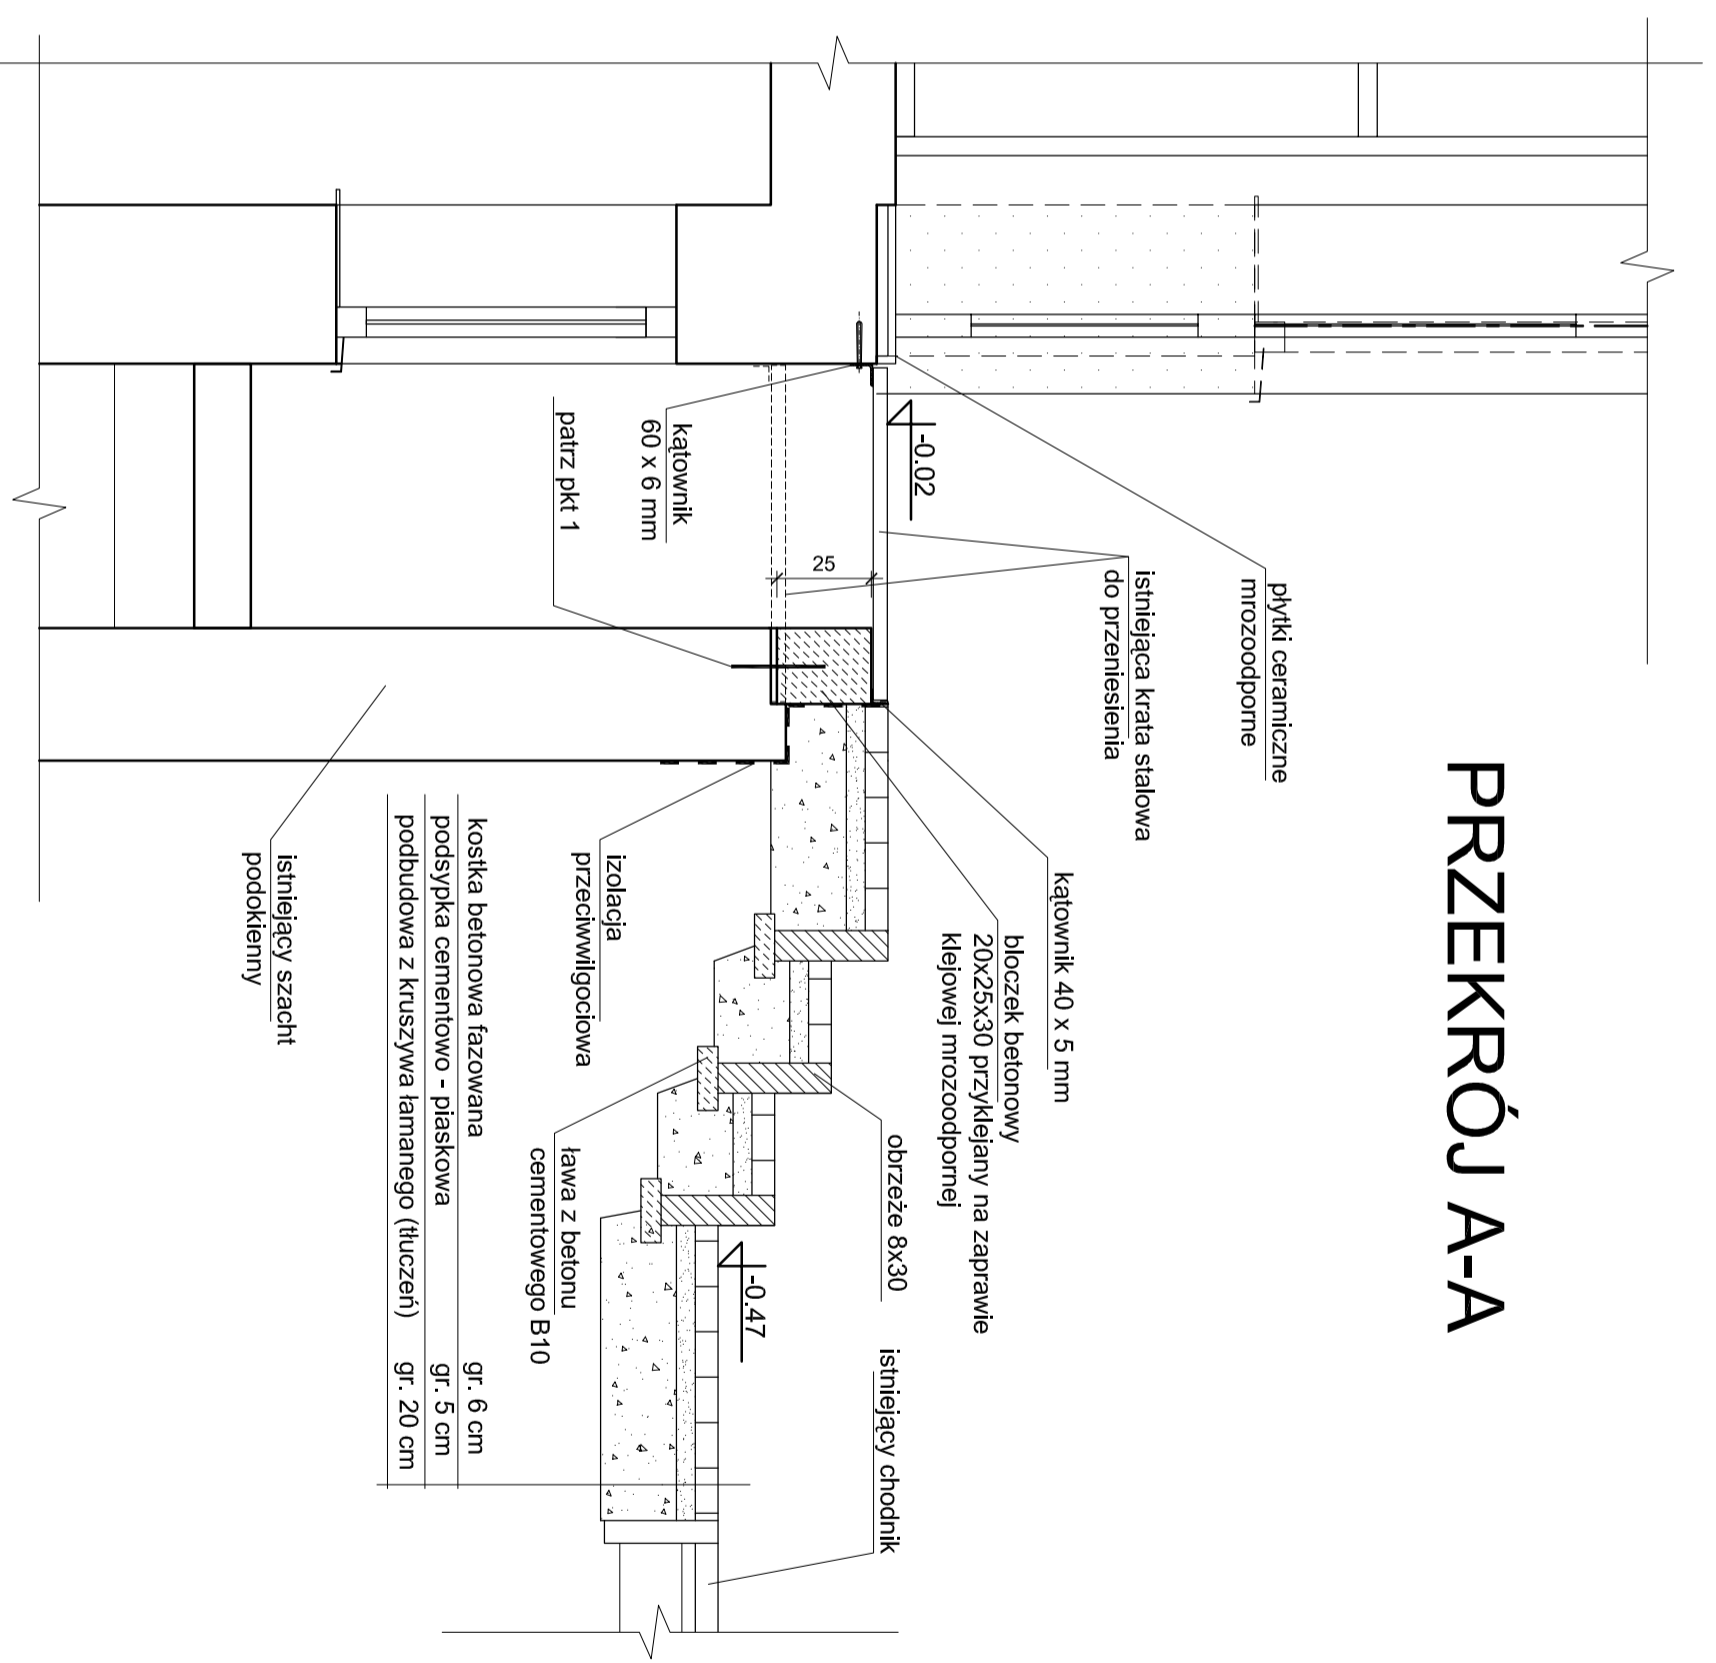 PRZEKRÓJ A-A
płytki ceramiczne
mrozoodporne
istniejąca krata stalowa
do przeniesienia
kątownik 40 x 5 mm
bloczek betonowy
20x25x30 przyklejany na zaprawie
klejowej mrozoodpornej
-0.02
obrzeże 8x30
istniejący chodnik
25
-0.47
kątownik
60 x 6 mm
patrz pkt 1
izolacja
przeciwwilgociowa
ława z betonu
cementowego B10
kostka betonowa fazowana gr. 6 cm
podsypka cementowo - piaskowa gr. 5 cm
podbudowa z kruszywa łamanego (tłuczeń) gr. 20 cm
istniejący szacht
podokienny